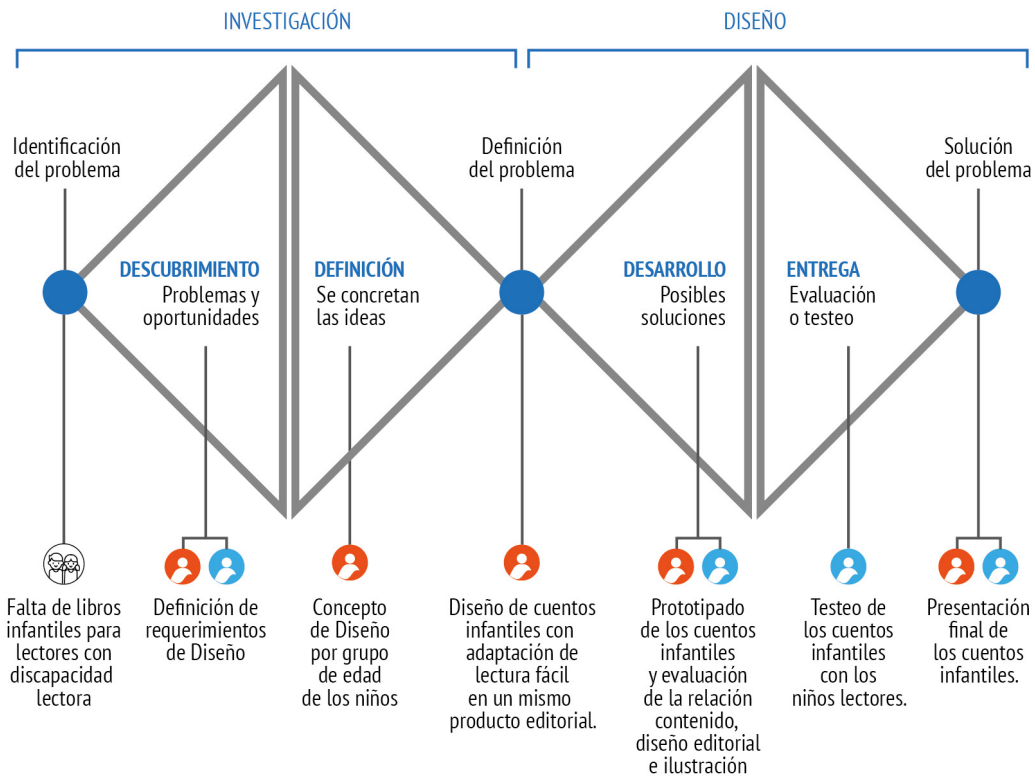 INVESTIGACIÓN
DISEÑO
Identificación
del problema
Definición
del problema
Solución
del problema
DESCUBRIMIENTO
Problemas y
oportunidades
DEFINICIÓN
Se concretan
las ideas
DESARROLLO
Posibles
soluciones
ENTREGA
Evaluación
o testeo
Falta de libros
infantiles para
lectores con
discapacidad
lectora
Definición de
requerimientos
de Diseño
Concepto
de Diseño
por grupo
de edad
de los niños
Diseño de cuentos
infantiles con
adaptación de
lectura fácil
en un mismo
producto editorial.
Prototipado
de los cuentos
infantiles
y evaluación
de la relación
contenido,
diseño editorial
e ilustración
Testeo de
los cuentos
infantiles
con los
niños lectores.
Presentación
final de
los cuentos
infantiles.